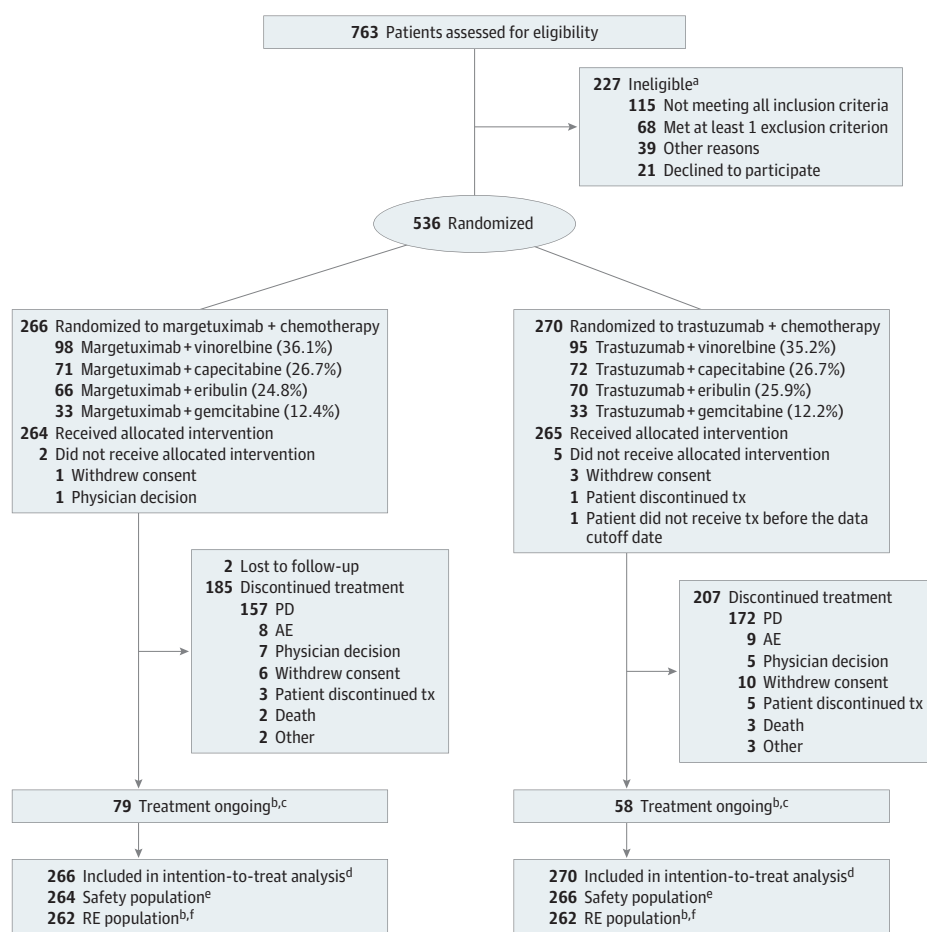 763 Patients assessed for eligibility
227 Ineligibleᵃ
115 Not meeting all inclusion criteria
68 Met at least 1 exclusion criterion
39 Other reasons
21 Declined to participate
536 Randomized
266 Randomized to margetuximab + chemotherapy
98 Margetuximab + vinorelbine (36.1%)
71 Margetuximab + capecitabine (26.7%)
66 Margetuximab + eribulin (24.8%)
33 Margetuximab + gemcitabine (12.4%)
264 Received allocated intervention
2 Did not receive allocated intervention
1 Withdrew consent
1 Physician decision
270 Randomized to trastuzumab + chemotherapy
95 Trastuzumab + vinorelbine (35.2%)
72 Trastuzumab + capecitabine (26.7%)
70 Trastuzumab + eribulin (25.9%)
33 Trastuzumab + gemcitabine (12.2%)
265 Received allocated intervention
5 Did not receive allocated intervention
3 Withdrew consent
1 Patient discontinued tx
1 Patient did not receive tx before the data
cutoff date
2 Lost to follow-up
185 Discontinued treatment
157 PD
8 AE
7 Physician decision
6 Withdrew consent
3 Patient discontinued tx
2 Death
2 Other
207 Discontinued treatment
172 PD
9 AE
5 Physician decision
10 Withdrew consent
5 Patient discontinued tx
3 Death
3 Other
79 Treatment ongoingᵇ,ᶜ
58 Treatment ongoingᵇ,ᶜ
266 Included in intention-to-treat analysisᵈ
264 Safety populationᵉ
262 RE populationᵇ,ᶠ
270 Included in intention-to-treat analysisᵈ
266 Safety populationᵉ
262 RE populationᵇ,ᶠ